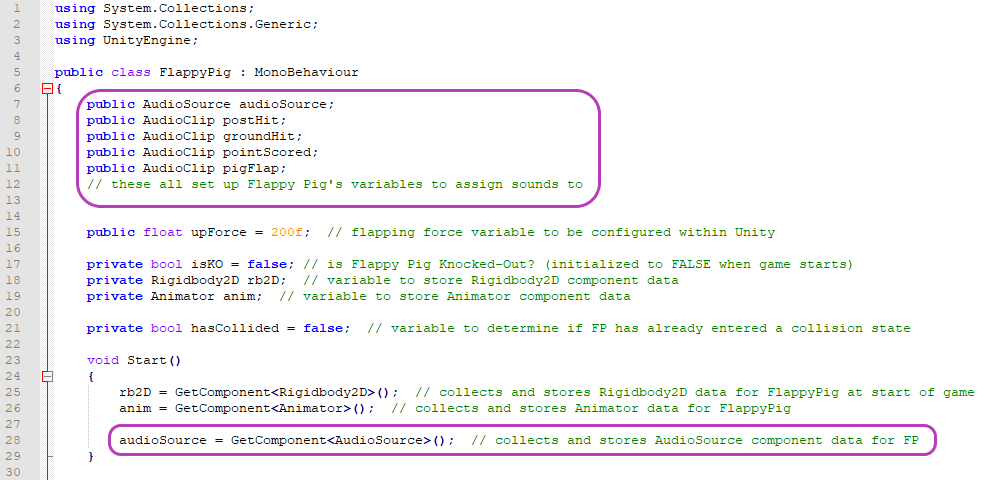 1 using System.Collections;
2 using System.Collections.Generic;
3 using UnityEngine;
4
5 public class FlappyPig : MonoBehaviour
6 {
7 public AudioSource audioSource;
8 public AudioClip postHit;
9 public AudioClip groundHit;
10 public AudioClip pointScored;
11 public AudioClip pigFlap;
12 // these all set up Flappy Pig's variables to assign sounds to
13
14
15 public float upForce = 200f; // flapping force variable to be configured within Unity
16
17 private bool isKO = false; // is Flappy Pig Knocked-Out? (initialized to FALSE when game starts)
18 private Rigidbody2D rb2D; // variable to store Rigidbody2D component data
19 private Animator anim; // variable to store Animator component data
20
21 private bool hasCollided = false; // variable to determine if FP has already entered a collision state
22
23 void Start()
24 {
25 rb2D = GetComponent<Rigidbody2D>(); // collects and stores Rigidbody2D data for FlappyPig at start of game
26 anim = GetComponent<Animator>(); // collects and stores Animator data for FlappyPig
27
28 audioSource = GetComponent<AudioSource>(); // collects and stores AudioSource component data for FP
29 }
30